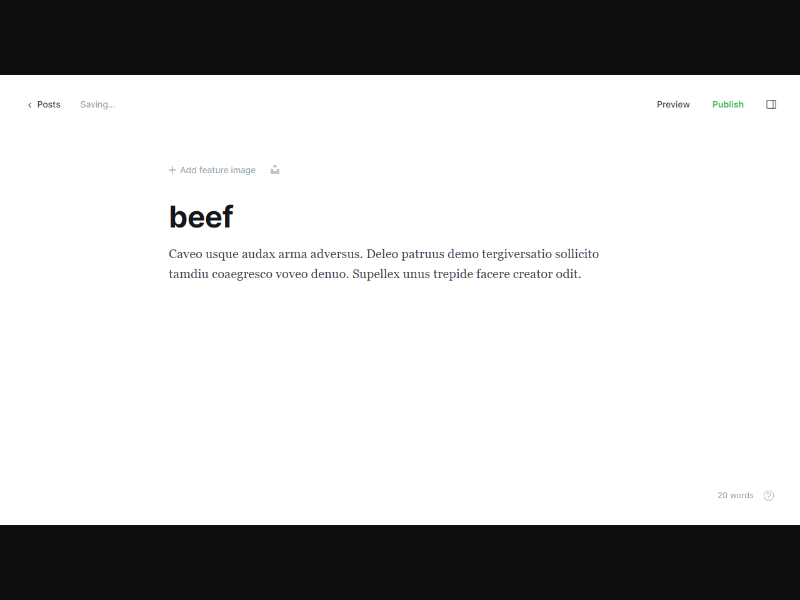 Posts
Saving...
Preview
Publish
Add feature image
beef
Caveo usque audax arma adversus. Deleo patruus demo tergiversatio sollicito
tamdiu coaegresco voveo denuo. Supellex unus trepide facere creator odit.
20 words
?